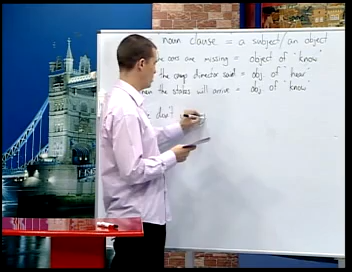 noun clause = a subject/an object
cars are missing = object of "know"
the camp director said = obj. of "hear"
the stores will arrive = obj. of "know"
don't